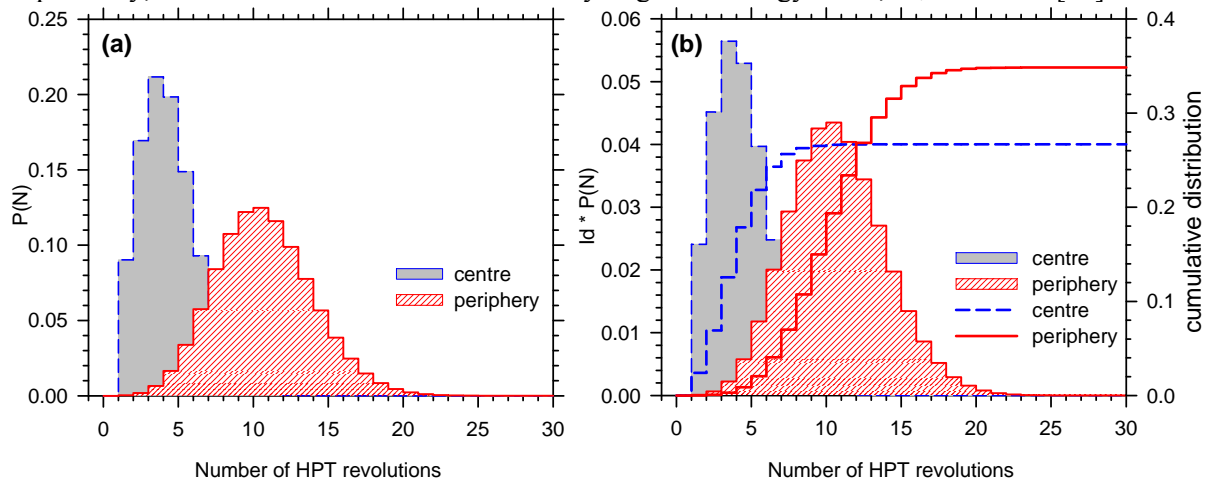 (a)
0.25
0.20
0.15
0.10
0.05
0.00
P(N)
centre
periphery
0 5 10 15 20 25 30
Number of HPT revolutions
(b)
0.06
0.05
0.04
0.03
0.02
0.01
0.00
Id * P(N)
0.4
0.3
0.2
0.1
0.0
cumulative distribution
centre
periphery
centre
periphery
0 5 10 15 20 25 30
Number of HPT revolutions